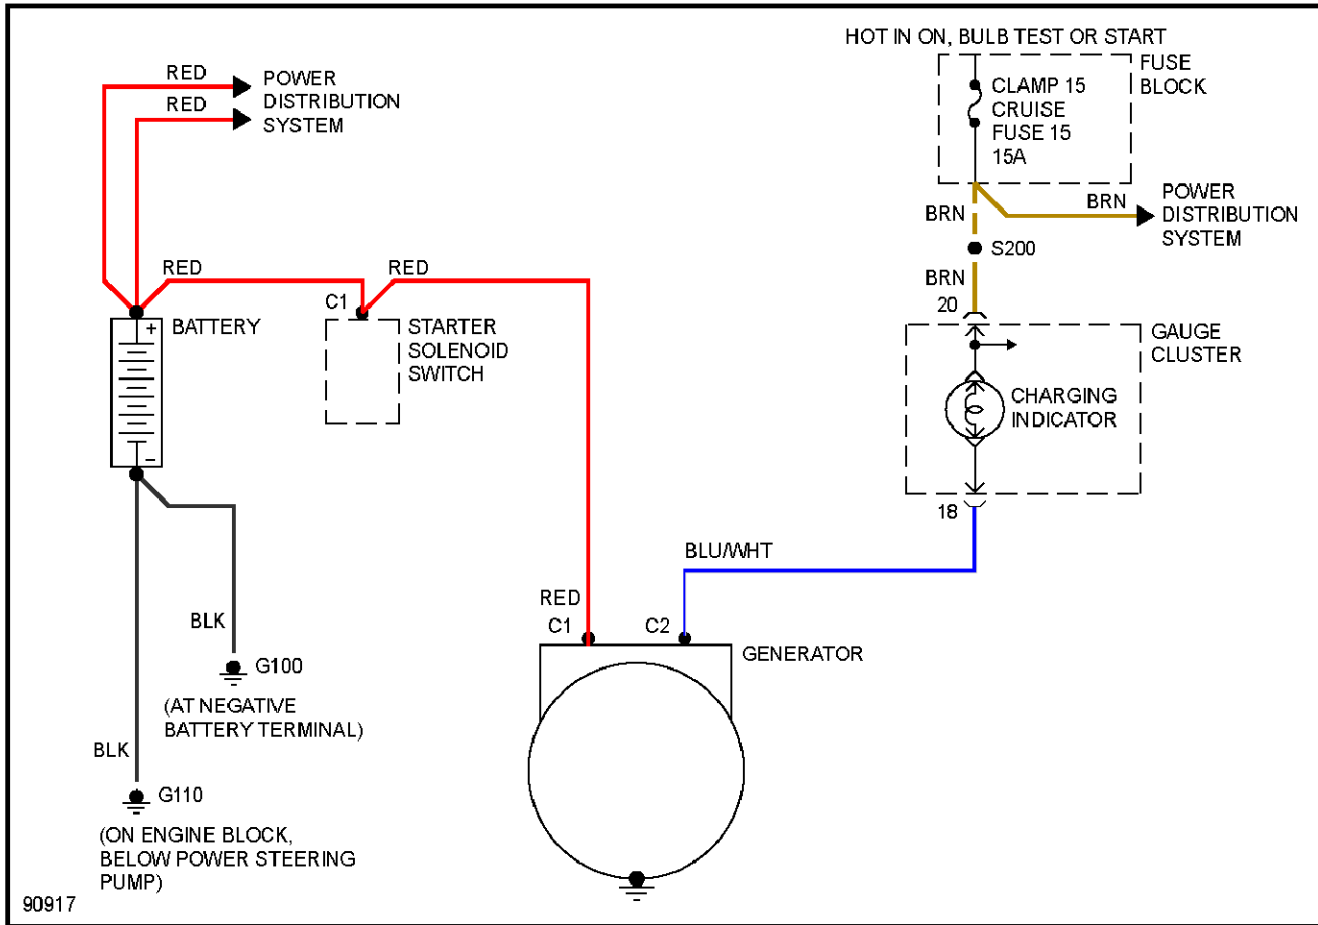 HOT IN ON, BULB TEST OR START
RED
POWER
DISTRIBUTION
SYSTEM
RED
FUSE
BLOCK
CLAMP 15
CRUISE
FUSE 15
15A
BRN
BRN
POWER
DISTRIBUTION
SYSTEM
S200
BRN
20
RED
RED
C1
+
BATTERY
STARTER
SOLENOID
SWITCH
GAUGE
CLUSTER
CHARGING
INDICATOR
−
18
BLU/WHT
RED
C1
C2
GENERATOR
BLK
G100
(AT NEGATIVE
BATTERY TERMINAL)
BLK
G110
(ON ENGINE BLOCK,
BELOW POWER STEERING
PUMP)
90917